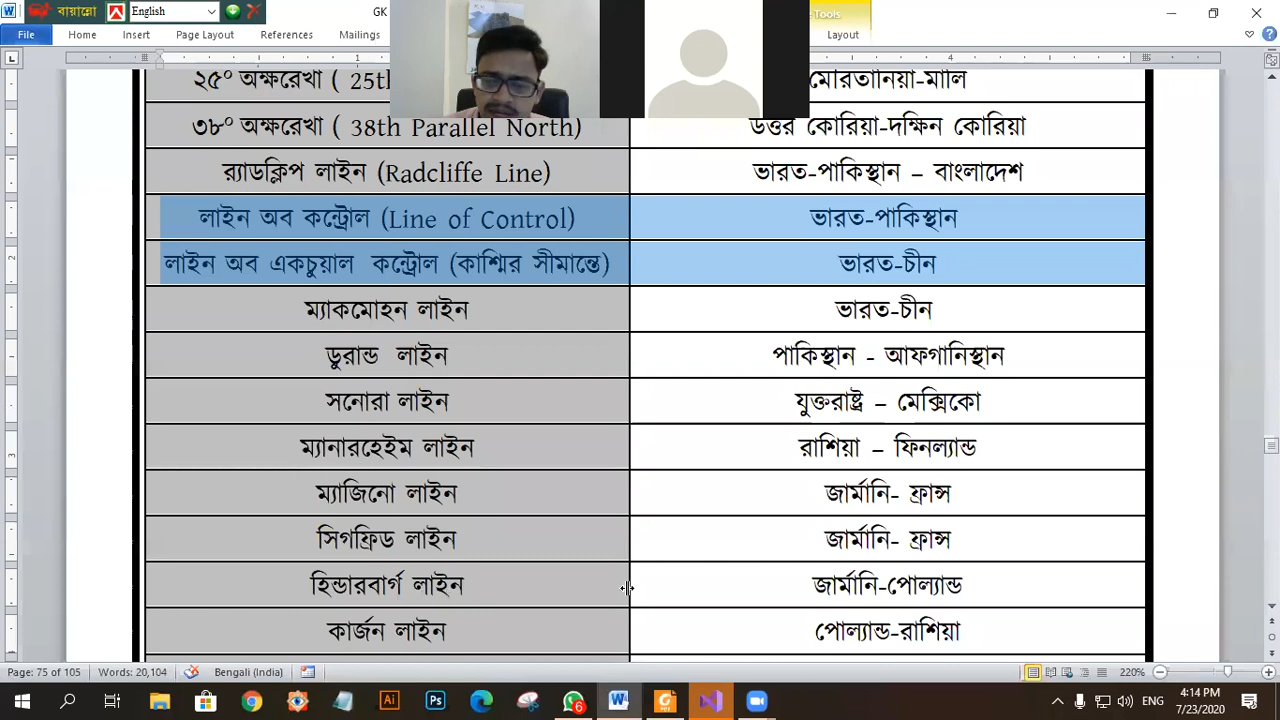 বায়ান্নো English GK e Tools
File Home Insert Page Layout References Mailings Layout
1 4
২৫° অক্ষরেখা ( 25th মৌরিতানিয়া-মালি
৩৮° অক্ষরেখা ( 38th Parallel North) উত্তর কোরিয়া-দক্ষিন কোরিয়া
র‍্যাডক্লিপ লাইন (Radcliffe Line) ভারত-পাকিস্থান – বাংলাদেশ
লাইন অব কন্ট্রোল (Line of Control) ভারত-পাকিস্থান
লাইন অব একচুয়াল কন্ট্রোল (কাশ্মির সীমান্তে) ভারত-চীন
ম্যাকমোহন লাইন ভারত-চীন
ডুরান্ড লাইন পাকিস্থান - আফগানিস্থান
সনোরা লাইন যুক্তরাষ্ট্র – মেক্সিকো
ম্যানারহেইম লাইন রাশিয়া – ফিনল্যান্ড
ম্যাজিনো লাইন জার্মানি- ফ্রান্স
সিগফ্রিড লাইন জার্মানি- ফ্রান্স
হিন্ডারবার্গ লাইন জার্মানি-পোল্যান্ড
কার্জন লাইন পোল্যান্ড-রাশিয়া
Page: 75 of 105 Words: 20,104 Bengali (India) 220%
ENG 4:14 PM
7/23/2020